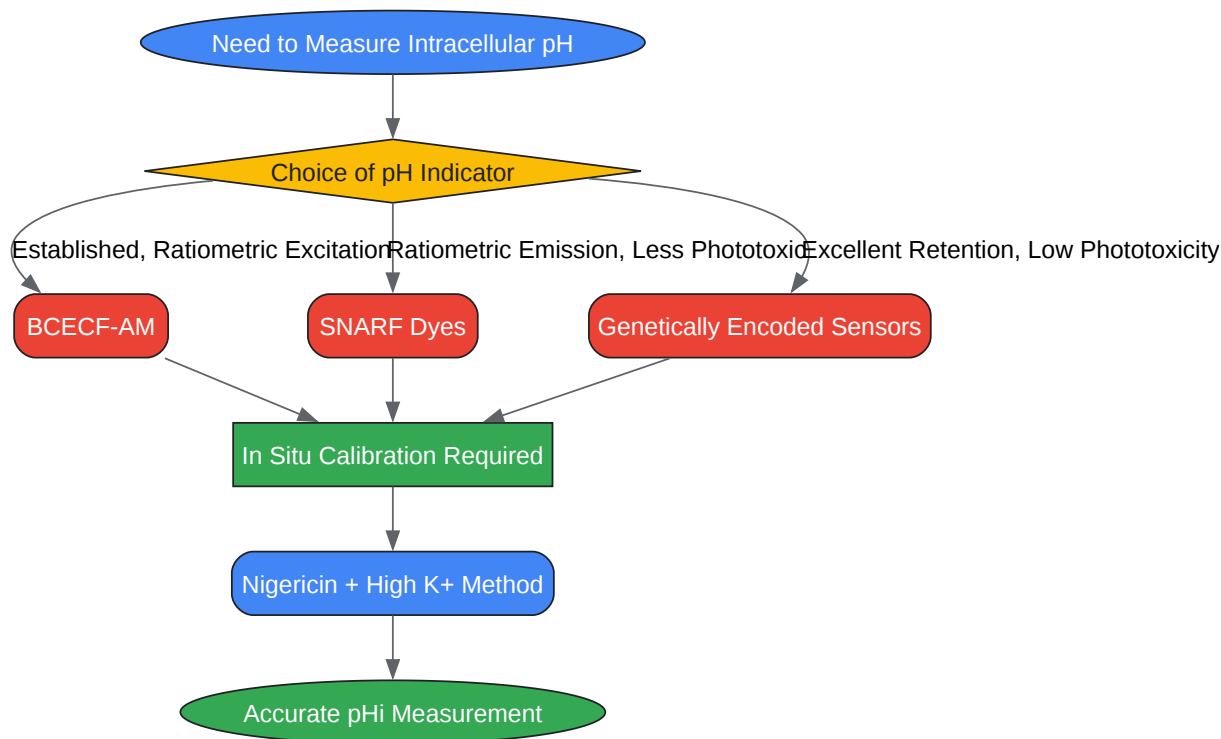 Need to Measure Intracellular pH
Choice of pH Indicator
Established, Ratiometric Excitation
Ratiometric Emission, Less Phototoxic
Excellent Retention, Low Phototoxicity
BCECF-AM
SNARF Dyes
Genetically Encoded Sensors
In Situ Calibration Required
Nigericin + High K+ Method
Accurate pHi Measurement